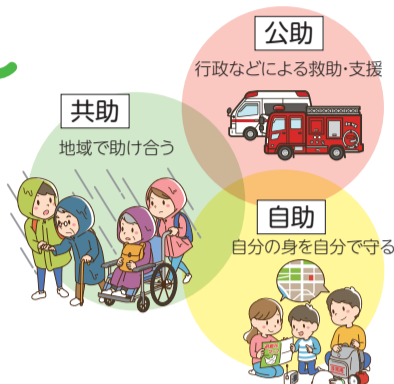 公助
行政などによる救助・支援
共助
地域で助け合う
自助
自分の身を自分で守る